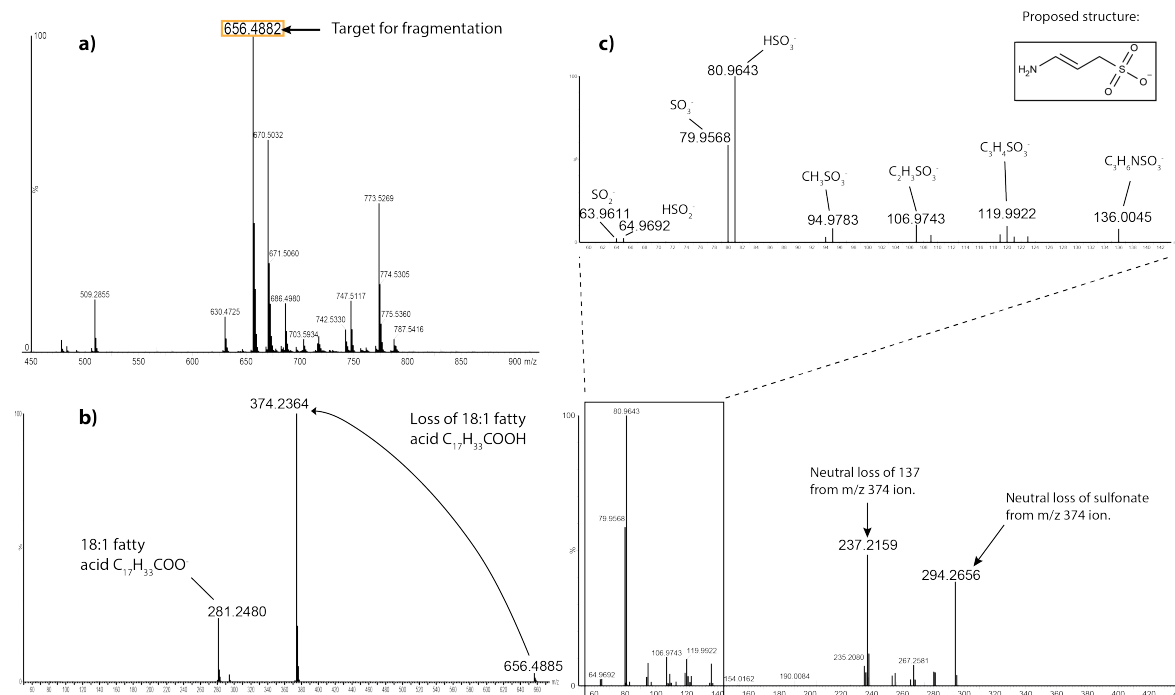 a)
656.4882
Target for fragmentation
100
%
0
670.5032
773.5269
671.5060
774.5305
509.2855
686.4980
747.5117
630.4725
742.5330
775.5360
703.5934
787.5416
450 500 550 600 650 700 750 800 850 900 m/z
c)
Proposed structure:
H₂N
O
S
O
O⁻
HSO₃⁻
80.9643
SO₃⁻
79.9568
SO₂⁻
63.9611
HSO₂⁻
64.9692
CH₃SO₃⁻
94.9783
C₂H₃SO₃⁻
106.9743
C₃H₄SO₃⁻
119.9922
C₃H₆NSO₃⁻
136.0045
100
%
b)
374.2364
Loss of 18:1 fatty
acid C₁₇H₃₃COOH
100
%
18:1 fatty
acid C₁₇H₃₃COO⁻
281.2480
656.4885
100
%
80.9643
79.9568
64.9692
106.9743
119.9922
154.0162
190.0084
Neutral loss of 137
from m/z 374 ion.
237.2159
235.2080
267.2581
Neutral loss of sulfonate
from m/z 374 ion.
294.2656